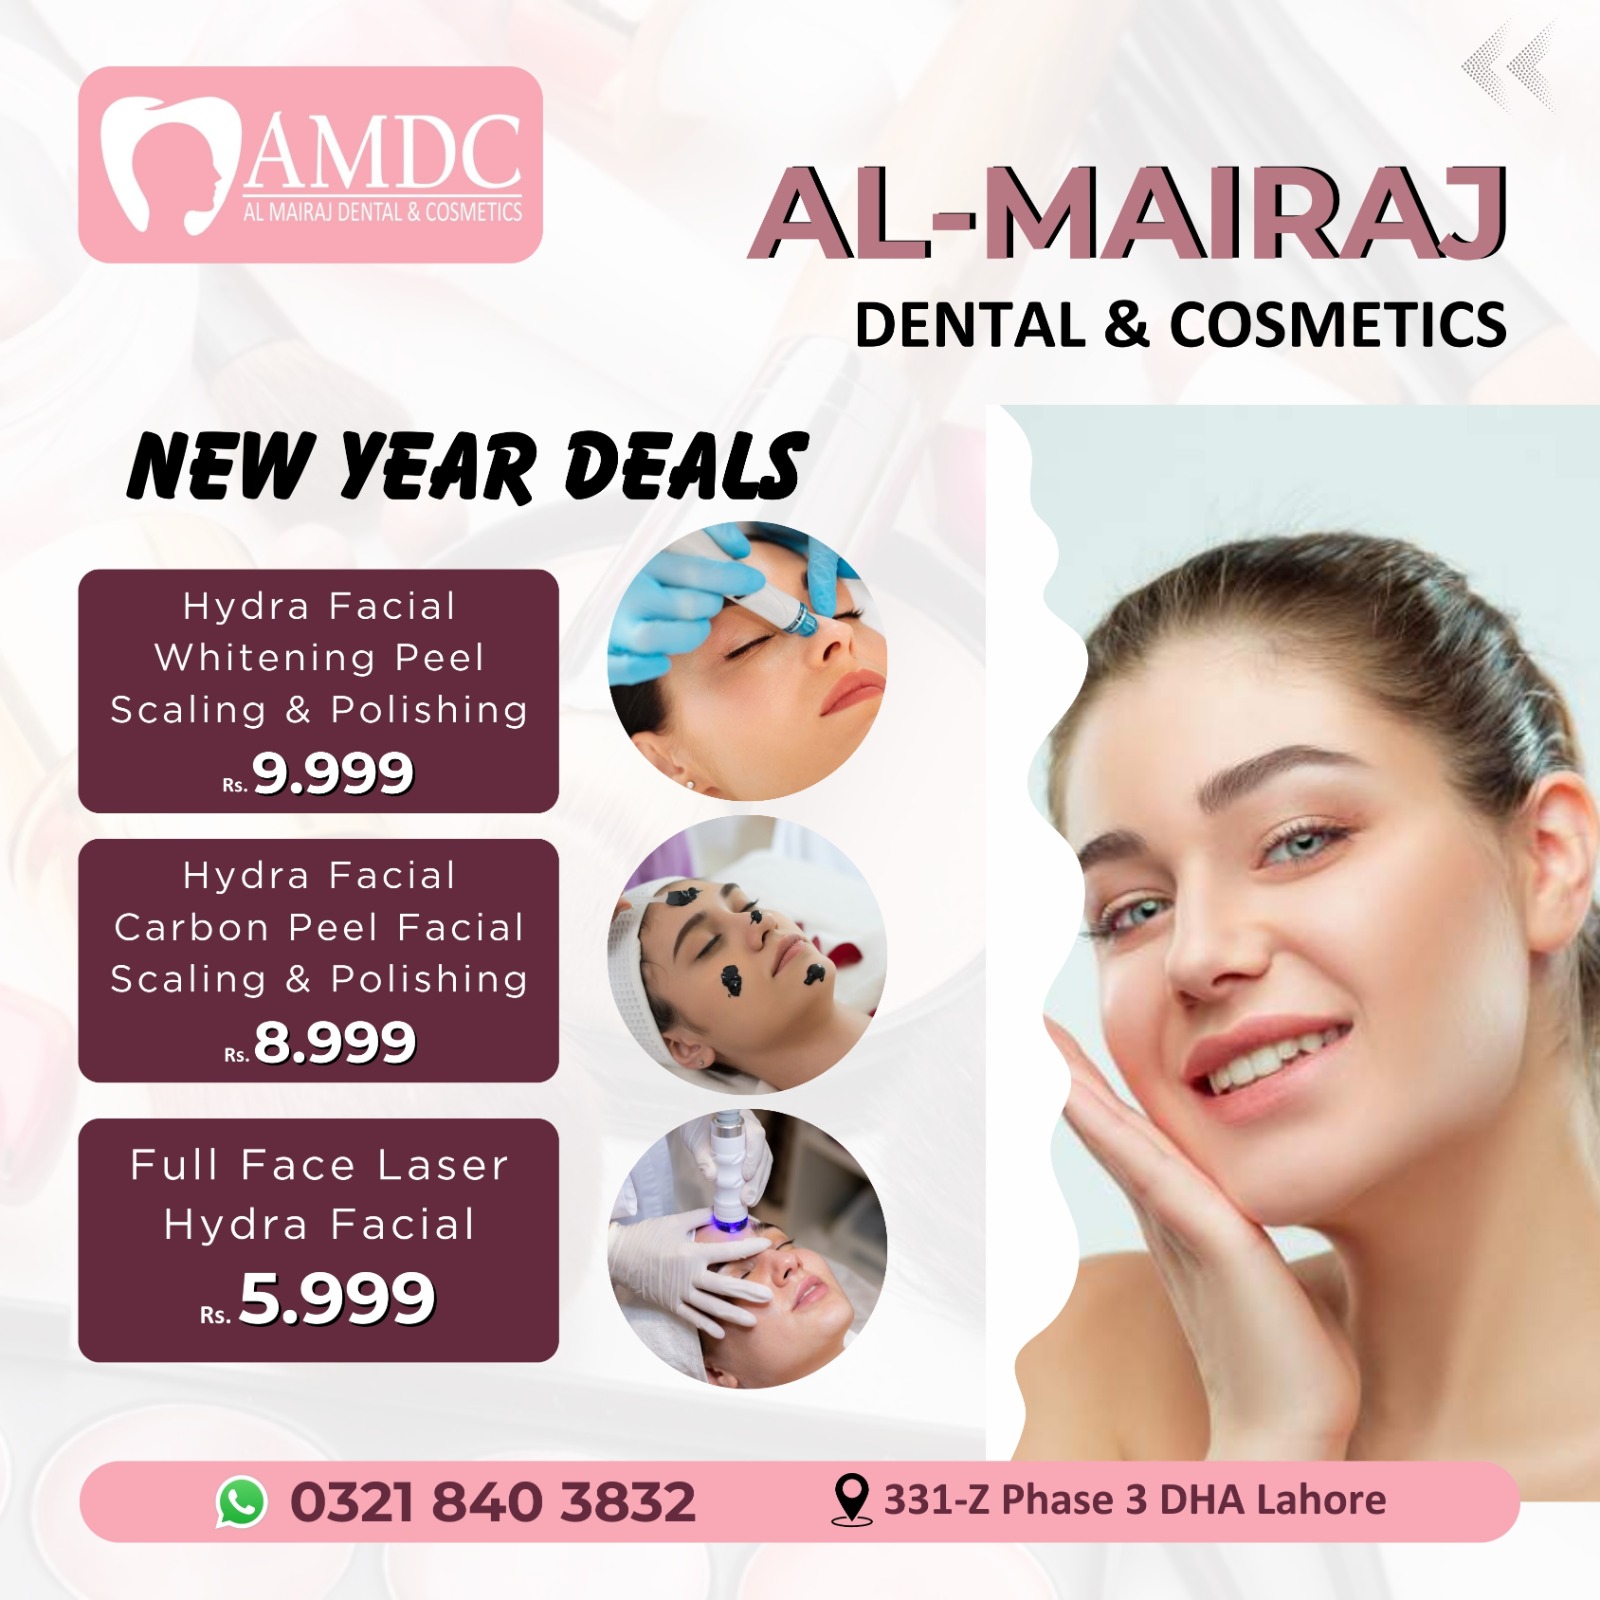 AMDC
AL MAIRAJ DENTAL & COSMETICS
AL-MAIRAJ
DENTAL & COSMETICS
NEW YEAR DEALS
Hydra Facial
Whitening Peel
Scaling & Polishing
Rs. 9.999
Hydra Facial
Carbon Peel Facial
Scaling & Polishing
Rs. 8.999
Full Face Laser
Hydra Facial
Rs. 5.999
0321 840 3832
331-Z Phase 3 DHA Lahore